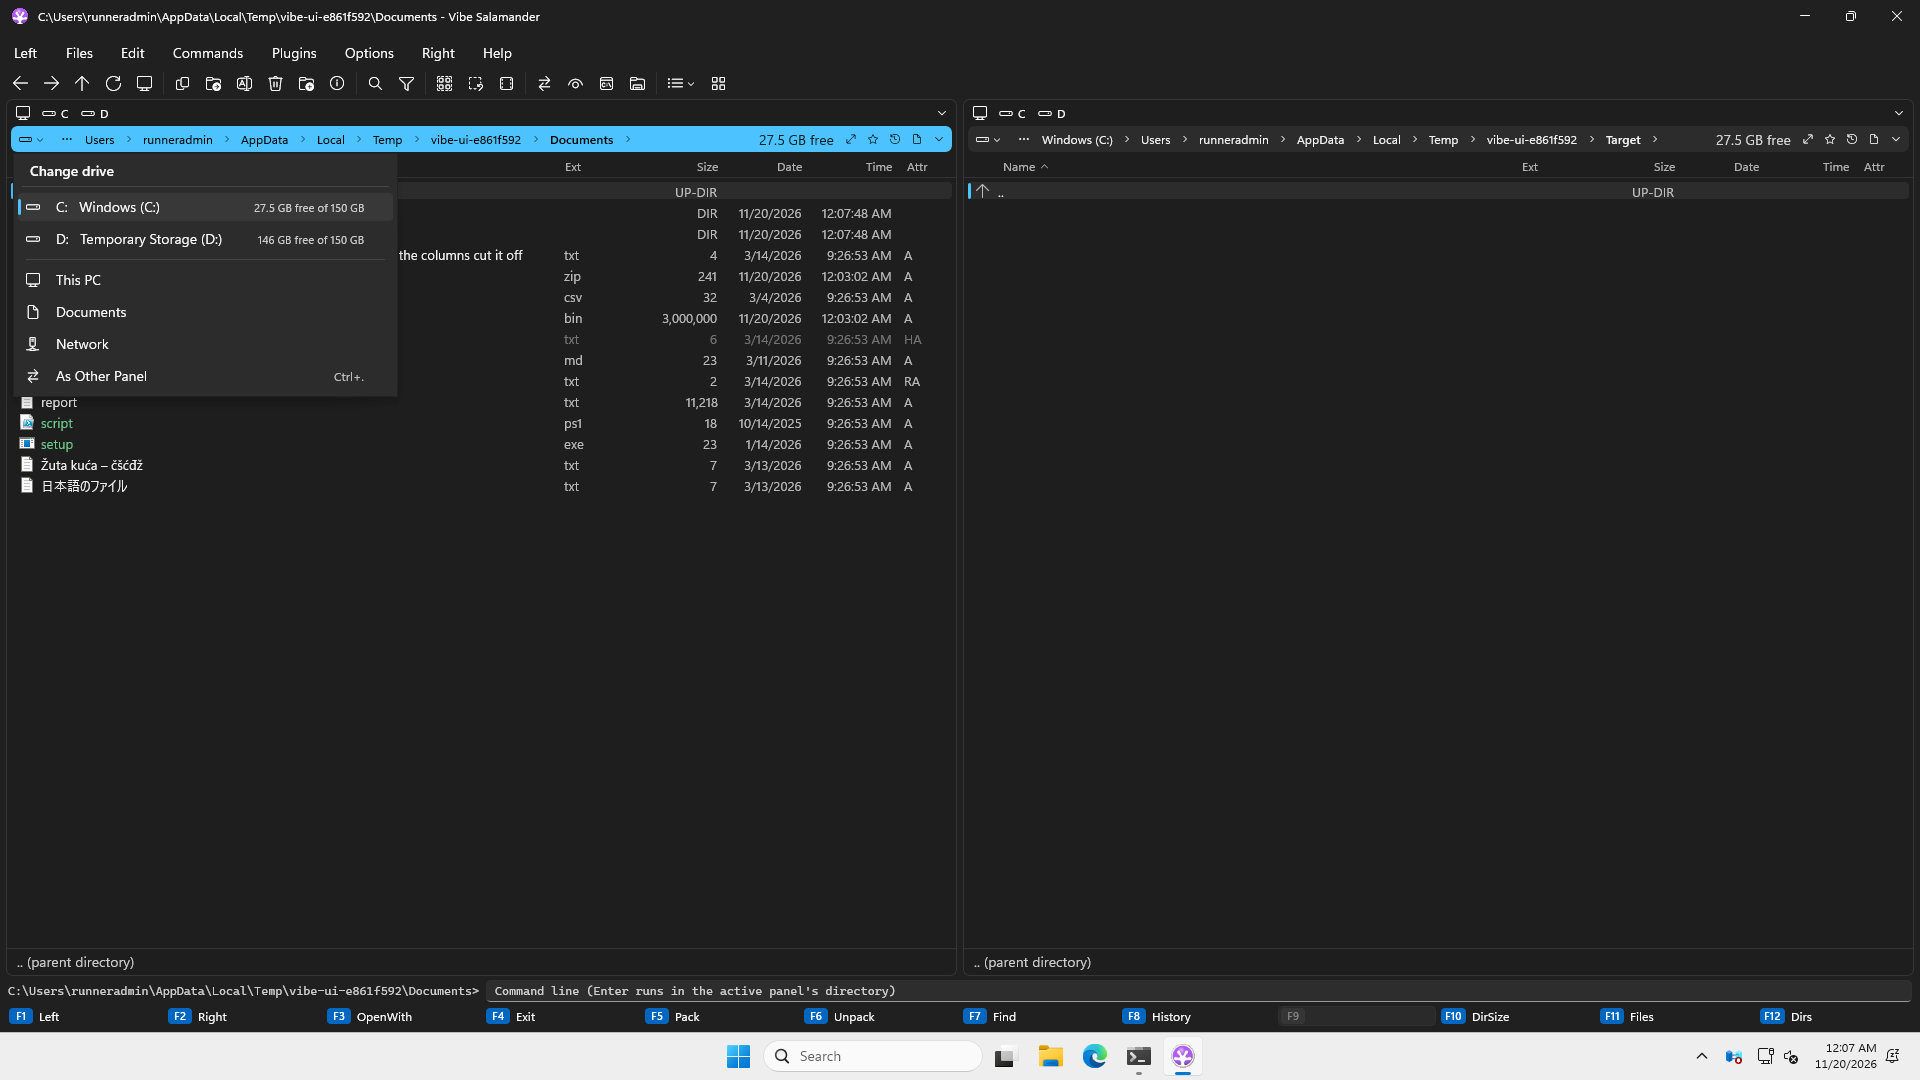 C:\Users\runneradmin\AppData\Local\Temp\vibe-ui-e861f592\Documents - Vibe Salamander
Left Files Edit Commands Plugins Options Right Help
C D
Users runneradmin AppData Local Temp vibe-ui-e861f592 Documents 27.5 GB free
Change drive
C: Windows (C:) 27.5 GB free of 150 GB
D: Temporary Storage (D:) 146 GB free of 150 GB
This PC
Documents
Network
As Other Panel Ctrl+.
Ext Size Date Time Attr
UP-DIR
DIR 11/20/2026 12:07:48 AM
DIR 11/20/2026 12:07:48 AM
the columns cut it off txt 4 3/14/2026 9:26:53 AM A
zip 241 11/20/2026 12:03:02 AM A
csv 32 3/4/2026 9:26:53 AM A
bin 3,000,000 11/20/2026 12:03:02 AM A
txt 6 3/14/2026 9:26:53 AM HA
md 23 3/11/2026 9:26:53 AM A
txt 2 3/14/2026 9:26:53 AM RA
report txt 11,218 3/14/2026 9:26:53 AM A
script ps1 18 10/14/2025 9:26:53 AM A
setup exe 23 1/14/2026 9:26:53 AM A
Žuta kuća – čšćđž txt 7 3/13/2026 9:26:53 AM A
日本語のファイル txt 7 3/13/2026 9:26:53 AM A
.. (parent directory)
C D
Windows (C:) Users runneradmin AppData Local Temp vibe-ui-e861f592 Target 27.5 GB free
Name Ext Size Date Time Attr
.. UP-DIR
.. (parent directory)
C:\Users\runneradmin\AppData\Local\Temp\vibe-ui-e861f592\Documents> Command line (Enter runs in the active panel's directory)
F1 Left F2 Right F3 OpenWith F4 Exit F5 Pack F6 Unpack F7 Find F8 History F9 F10 DirSize F11 Files F12 Dirs
Search
12:07 AM
11/20/2026